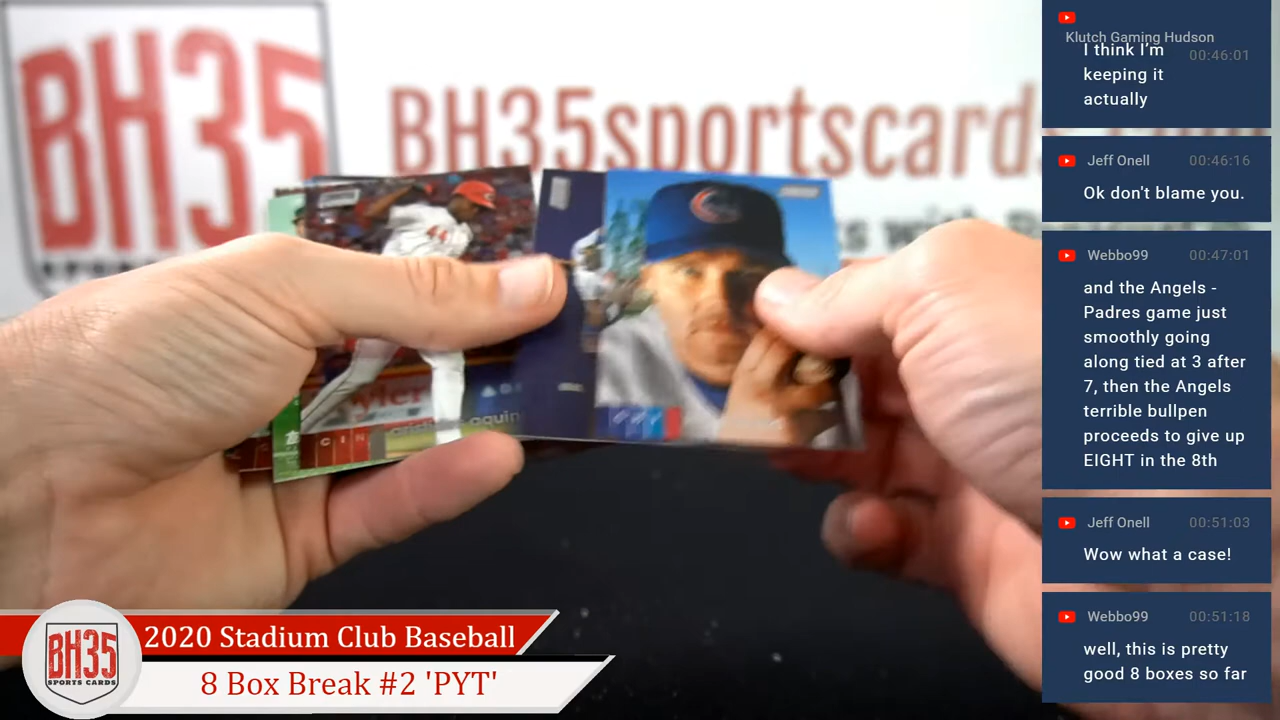 BH35
BH35sportscards
SPORTS
44
CIN
2020 Stadium Club Baseball
8 Box Break #2 'PYT'
BH35
SPORTS CARDS
Klutch Gaming Hudson
I think I'm 00:46:01
keeping it
actually
Jeff Onell 00:46:16
Ok don't blame you.
Webbo99 00:47:01
and the Angels -
Padres game just
smoothly going
along tied at 3 after
7, then the Angels
terrible bullpen
proceeds to give up
EIGHT in the 8th
Jeff Onell 00:51:03
Wow what a case!
Webbo99 00:51:18
well, this is pretty
good 8 boxes so far